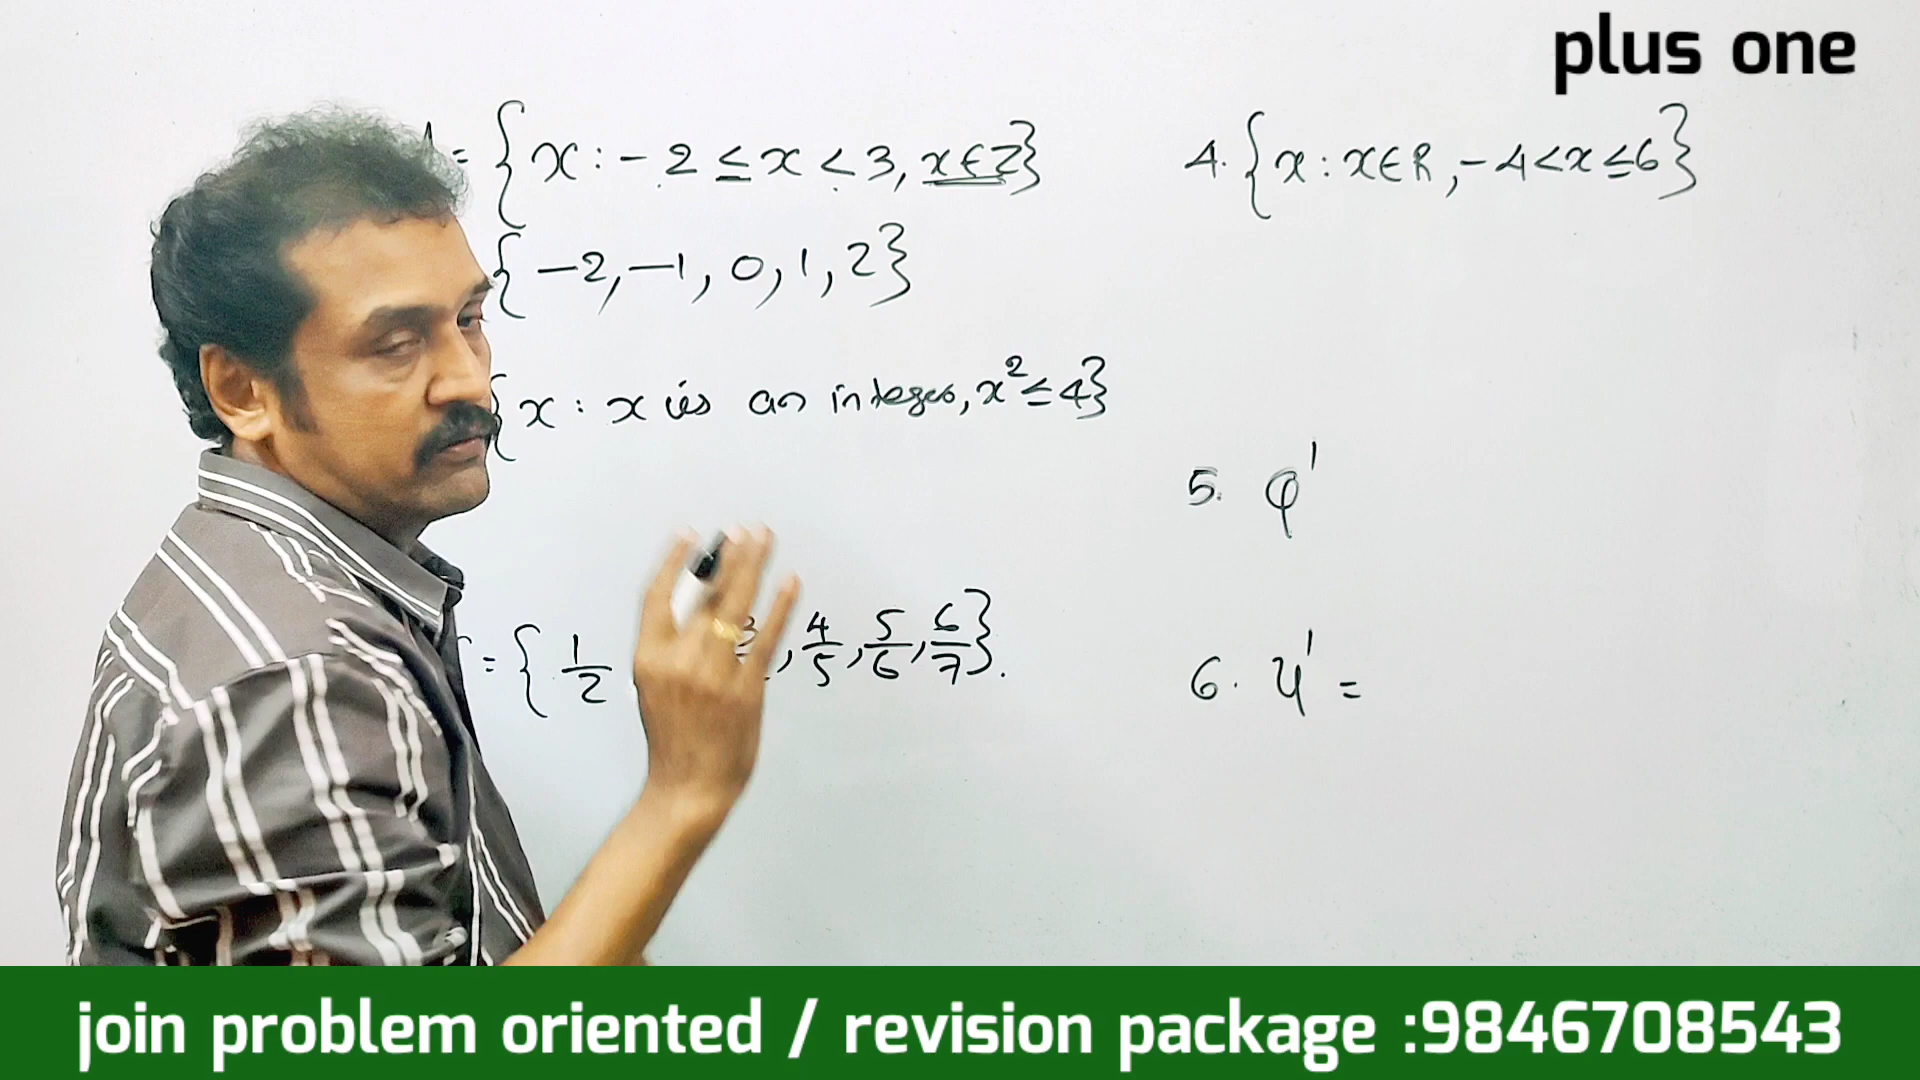 plus one
= {x : -2 ≤ x < 3, x∈Z}
{-2, -1, 0, 1, 2}
{x : x is an integer, x² ≤ 4}
= {1/2 3 , 4/5, 5/6, 6/7}.
4. {x : x∈R, -4 < x ≤ 6}
5. φ'
6. U' =
join problem oriented / revision package :9846708543